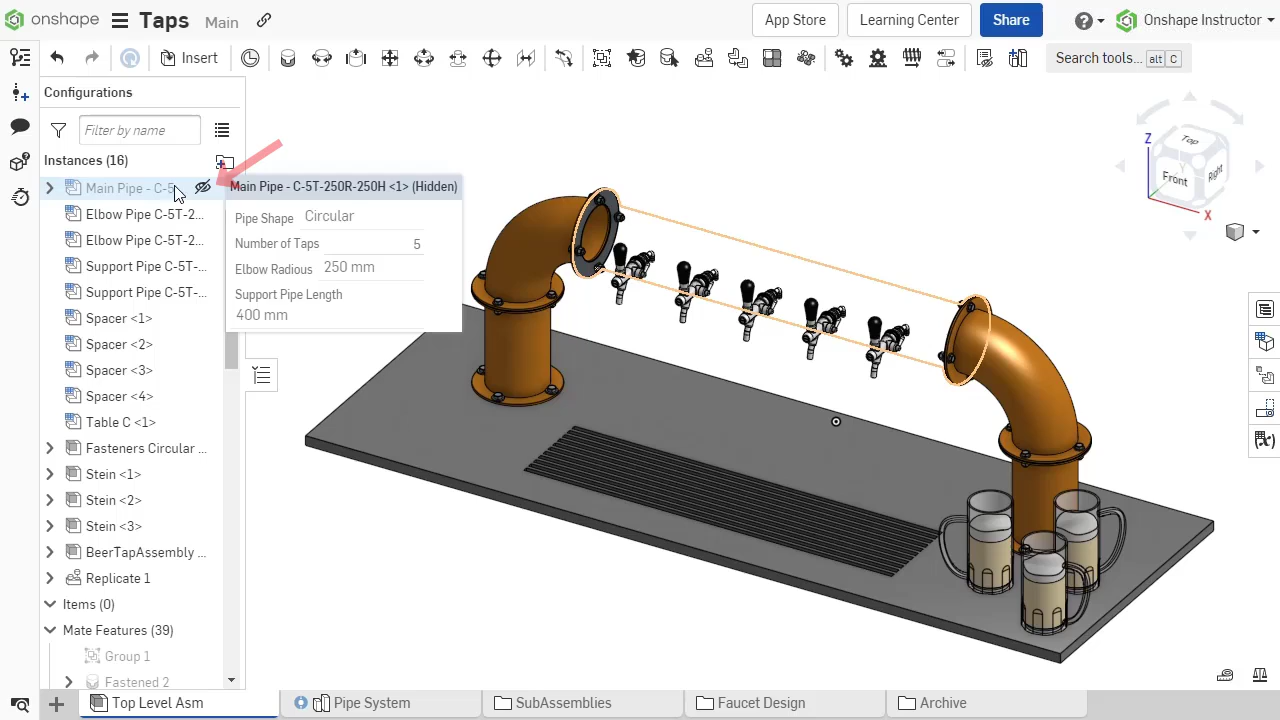 onshape Taps Main App Store Learning Center Share Onshape Instructor
Insert Search tools... alt C
Configurations
Filter by name
Instances (16)
Main Pipe - C-5
Main Pipe - C-5T-250R-250H <1> (Hidden)
Elbow Pipe C-5T-2...
Pipe Shape Circular
Elbow Pipe C-5T-2...
Number of Taps 5
Support Pipe C-5T-...
Elbow Radious 250 mm
Support Pipe C-5T-...
Support Pipe Length
400 mm
Spacer <1>
Spacer <2>
Spacer <3>
Spacer <4>
Table C <1>
Fasteners Circular ...
Stein <1>
Stein <2>
Stein <3>
BeerTapAssembly ...
Replicate 1
Items (0)
Mate Features (39)
Group 1
Fastened 2
Top Front Right
Z
Y
X
Top Level Asm Pipe System SubAssemblies Faucet Design Archive